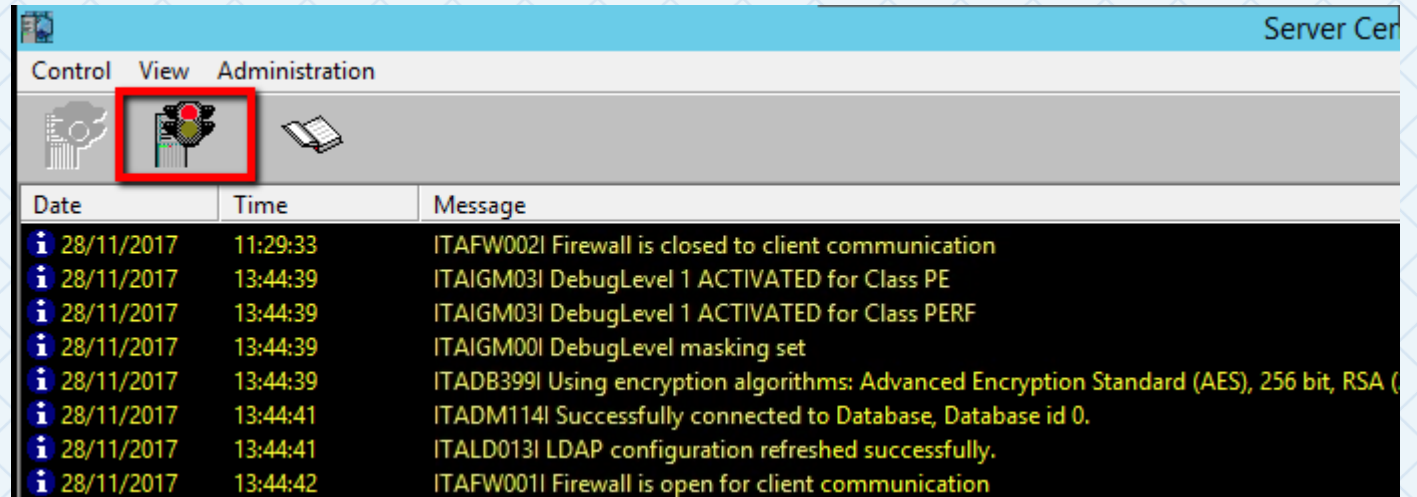 Server Cen
Control View Administration
Date Time Message
28/11/2017 11:29:33 ITAFW002I Firewall is closed to client communication
28/11/2017 13:44:39 ITAIGM03I DebugLevel 1 ACTIVATED for Class PE
28/11/2017 13:44:39 ITAIGM03I DebugLevel 1 ACTIVATED for Class PERF
28/11/2017 13:44:39 ITAIGM00I DebugLevel masking set
28/11/2017 13:44:39 ITADB399I Using encryption algorithms: Advanced Encryption Standard (AES), 256 bit, RSA (
28/11/2017 13:44:41 ITADM114I Successfully connected to Database, Database id 0.
28/11/2017 13:44:41 ITALD013I LDAP configuration refreshed successfully.
28/11/2017 13:44:42 ITAFW001I Firewall is open for client communication